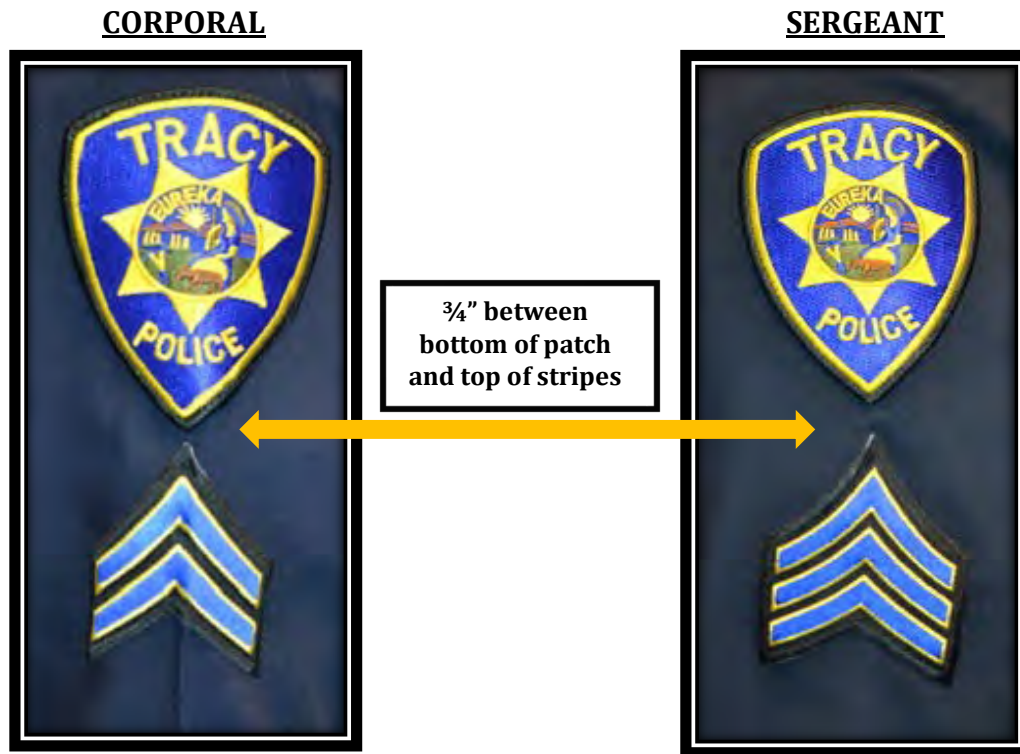 CORPORAL
SERGEANT
TRACY
EUREKA
POLICE
¾” between
bottom of patch
and top of stripes
TRACY
EUREKA
POLICE